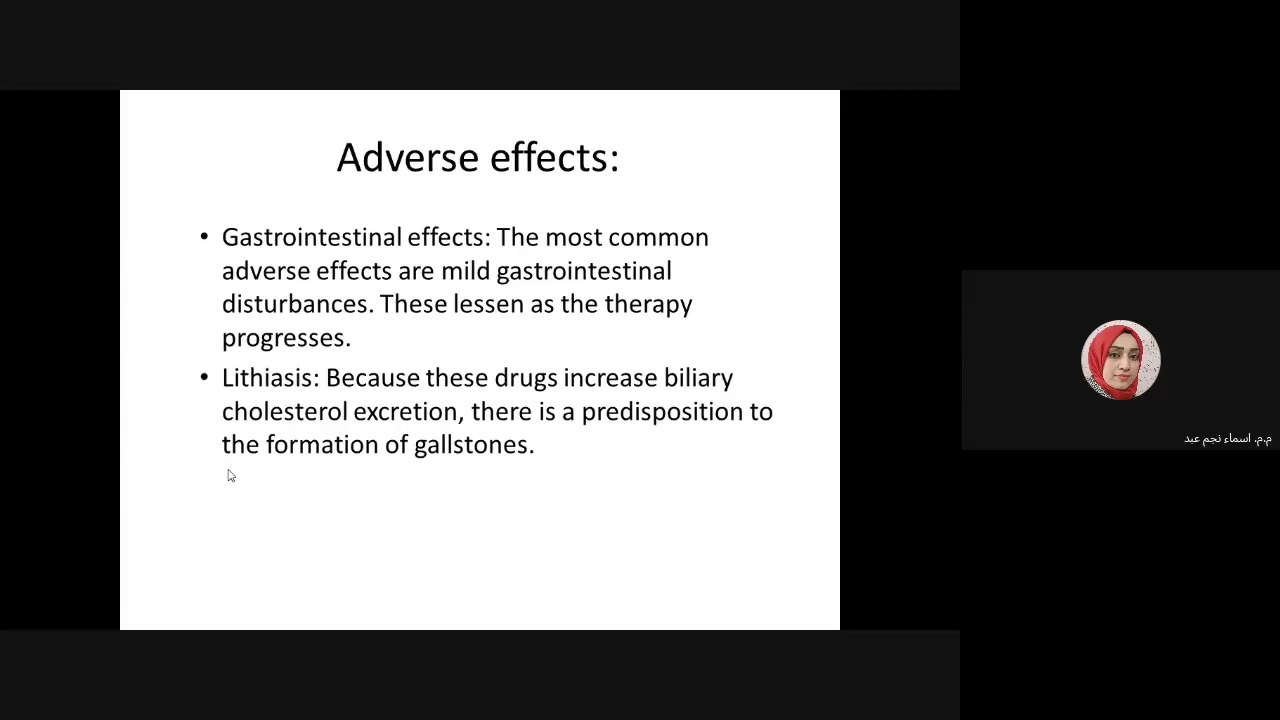 Adverse effects:
• Gastrointestinal effects: The most common
adverse effects are mild gastrointestinal
disturbances. These lessen as the therapy
progresses.
• Lithiasis: Because these drugs increase biliary
cholesterol excretion, there is a predisposition to
the formation of gallstones.
م.م. اسماء نجم عبد